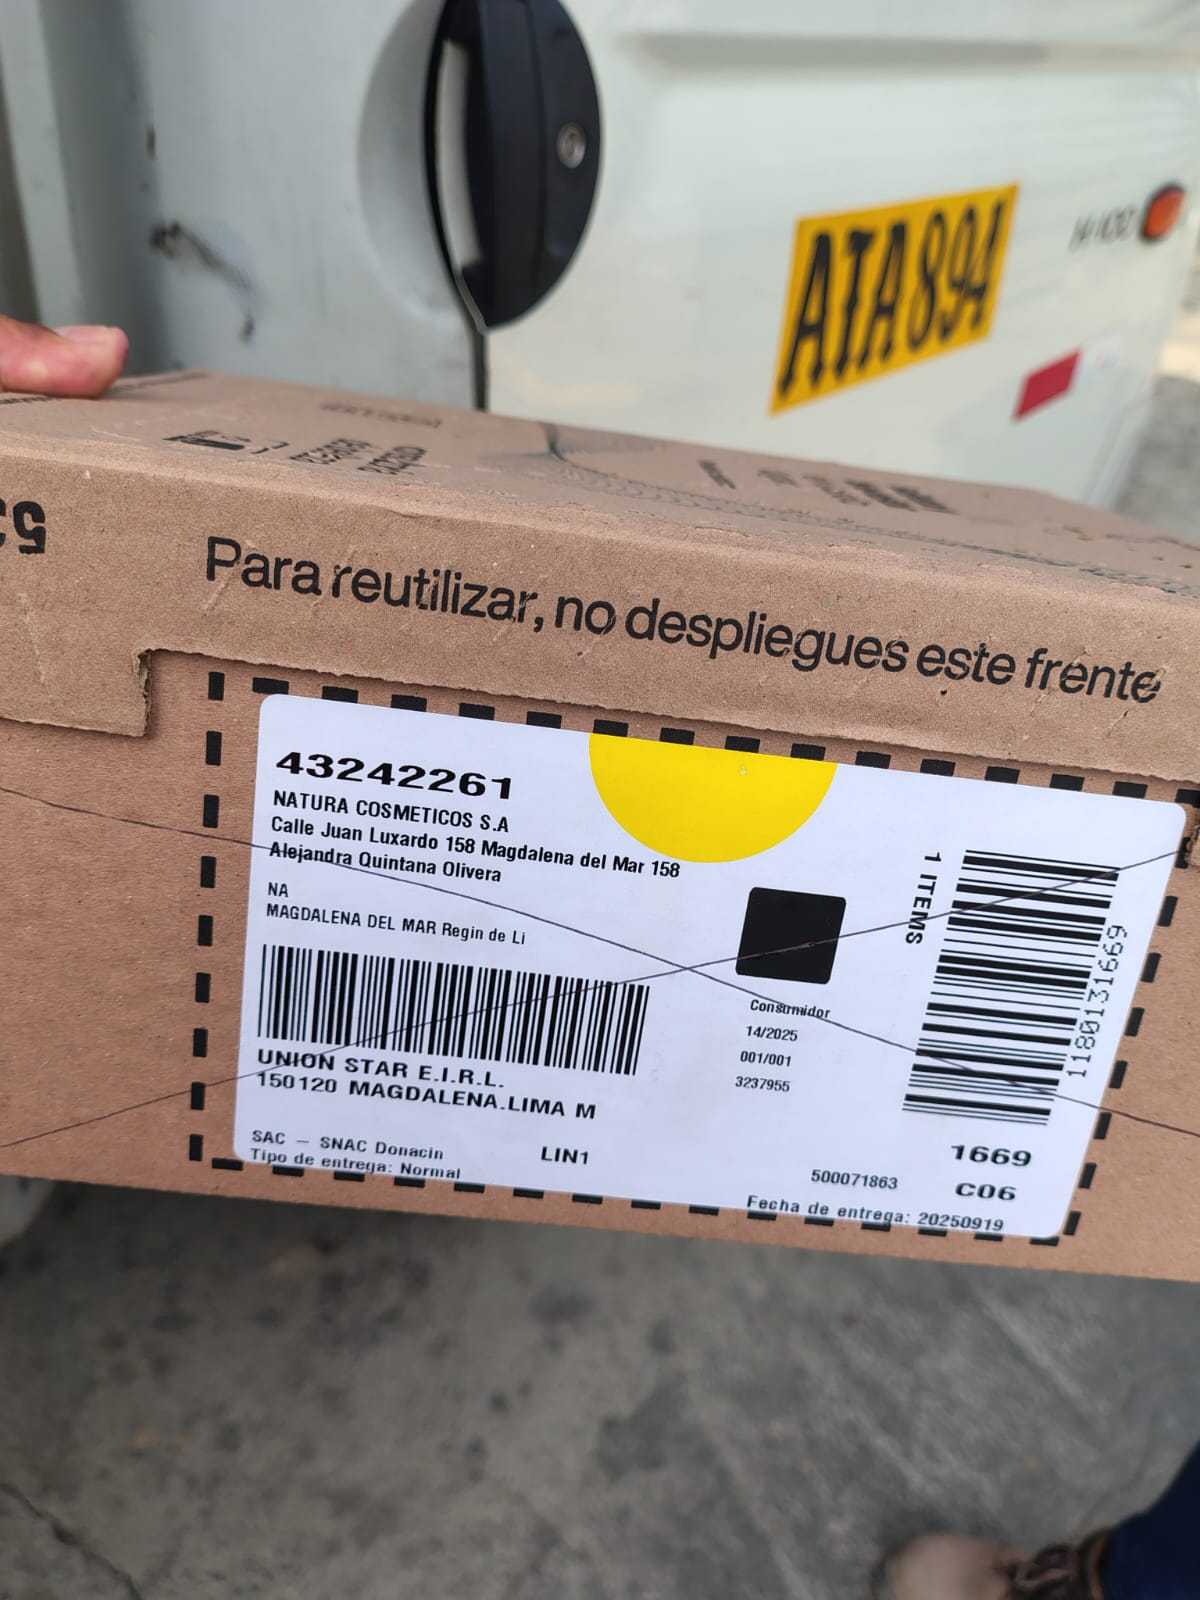 ATA894
H100
Para reutilizar, no despliegues este frente
43242261
NATURA COSMETICOS S.A
Calle Juan Luxardo 158 Magdalena del Mar 158
Alejandra Quintana Olivera
NA
MAGDALENA DEL MAR Regin de Li
UNION STAR E.I.R.L.
150120 MAGDALENA.LIMA M
SAC – SNAC Donacin
LIN1
Tipo de entrega: Normal
Consumidor
14/2025
001/001
3237955
1 ITEMS
1180131669
1669
500071863
C06
Fecha de entrega: 20250919